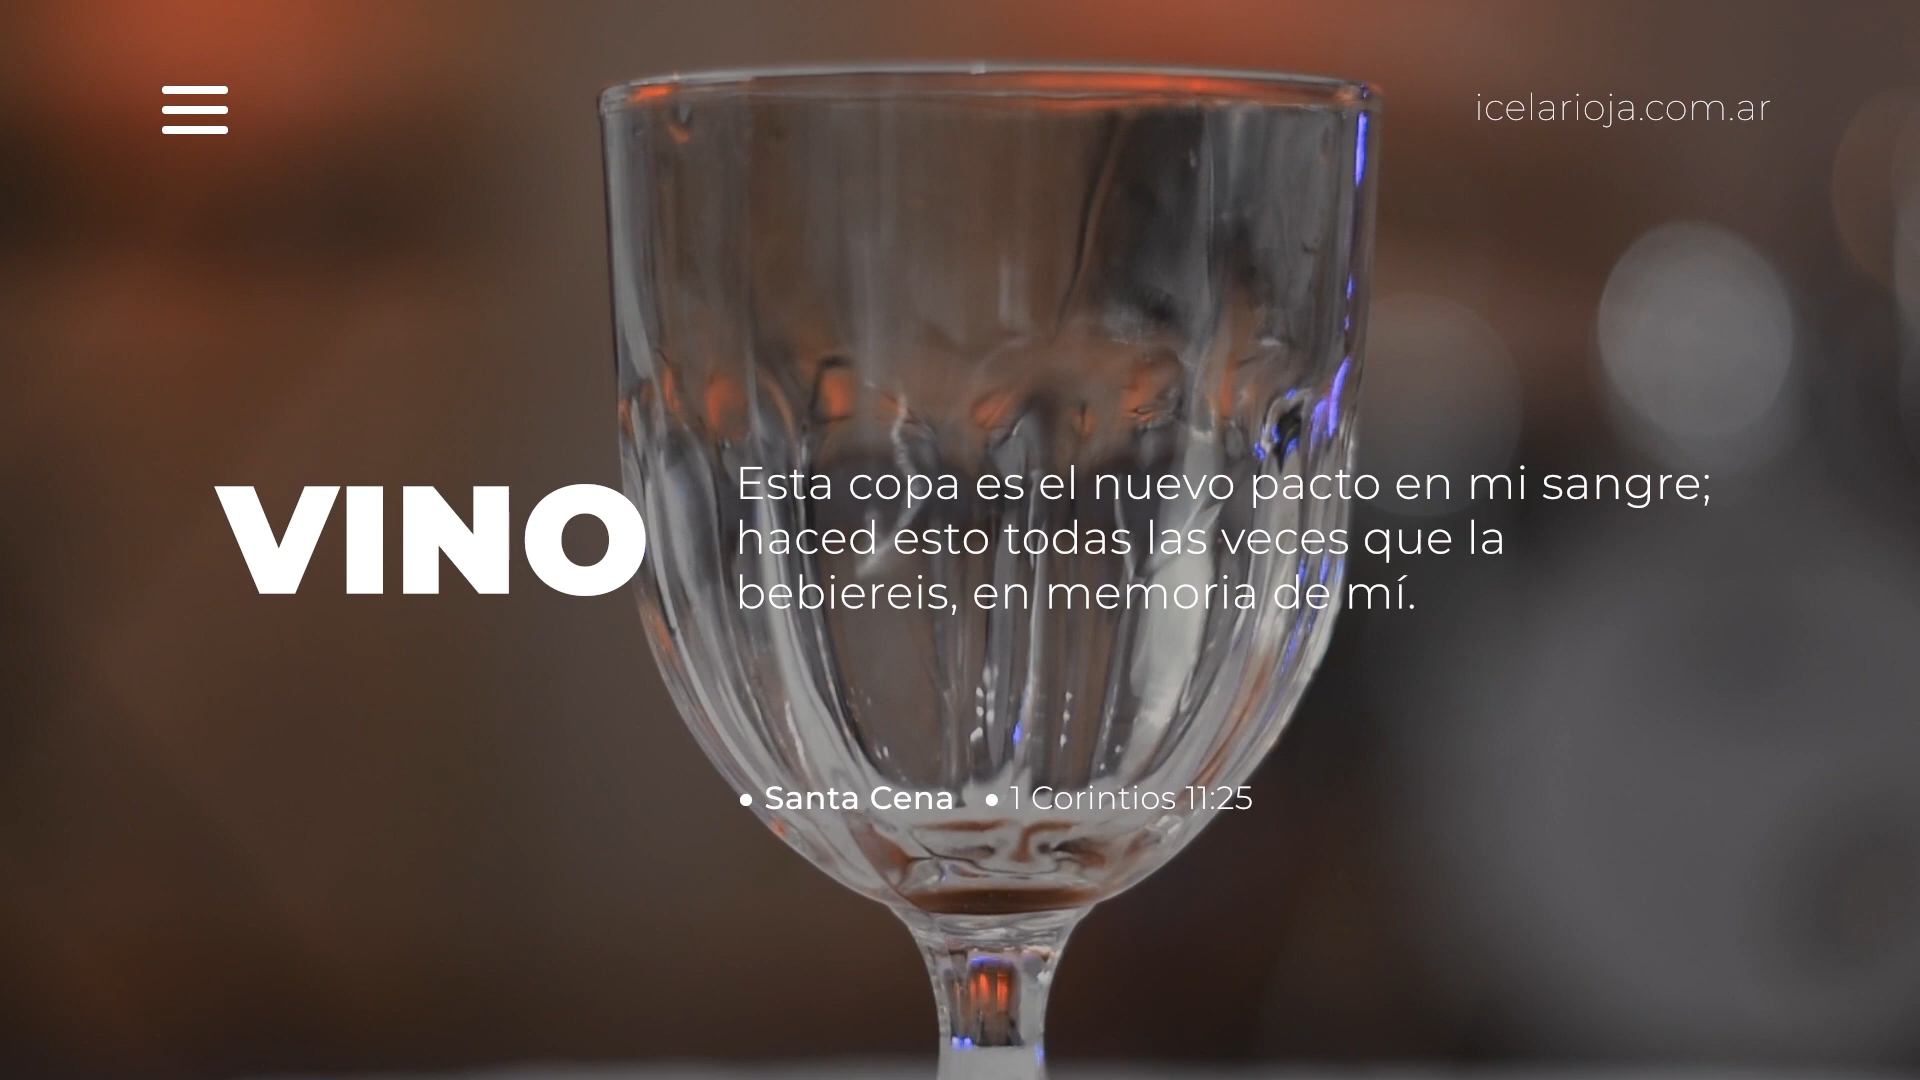 icelarioja.com.ar
VINO
Esta copa es el nuevo pacto en mi sangre;
haced esto todas las veces que la
bebiereis, en memoria de mí.
• Santa Cena • 1 Corintios 11:25